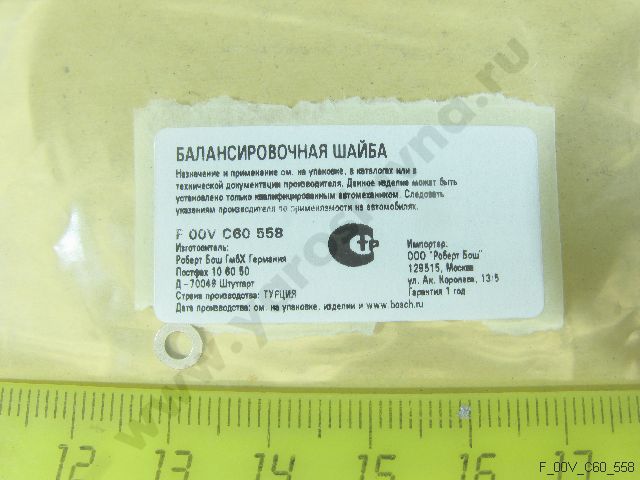 БАЛАНСИРОВОЧНАЯ ШАЙБА
Назначение и применение см. на упаковке, в каталогах или в
технической документации производителя. Данное изделие может быть
установлено только квалифицированным автомехаником. Следовать
указаниям производителя по применяемости на автомобилях.
F 00V C60 558
Изготовитель:
Роберт Бош ГмбХ Германия
Постфах 10 60 50
Д - 70049 Штутгарт
Страна производства: ТУРЦИЯ
Дата производства: см. на упаковке, изделии и www.bosch.ru
Импортер:
ООО "Роберт Бош"
129515, Москва
ул. Ак. Королева, 13/5
Гарантия 1 год
12 13 14 15 16 17
F_00V_C60_558